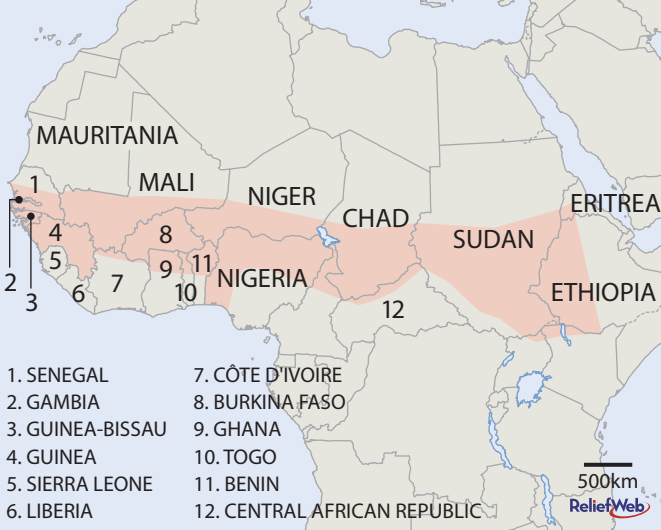 MAURITANIA
MALI
NIGER
CHAD
ERITREA
SUDAN
NIGERIA
ETHIOPIA
1
2
3
4
5
6
7
8
9
10
11
12
1. SENEGAL
2. GAMBIA
3. GUINEA-BISSAU
4. GUINEA
5. SIERRA LEONE
6. LIBERIA
7. CÔTE D'IVOIRE
8. BURKINA FASO
9. GHANA
10. TOGO
11. BENIN
12. CENTRAL AFRICAN REPUBLIC
500km
ReliefWeb